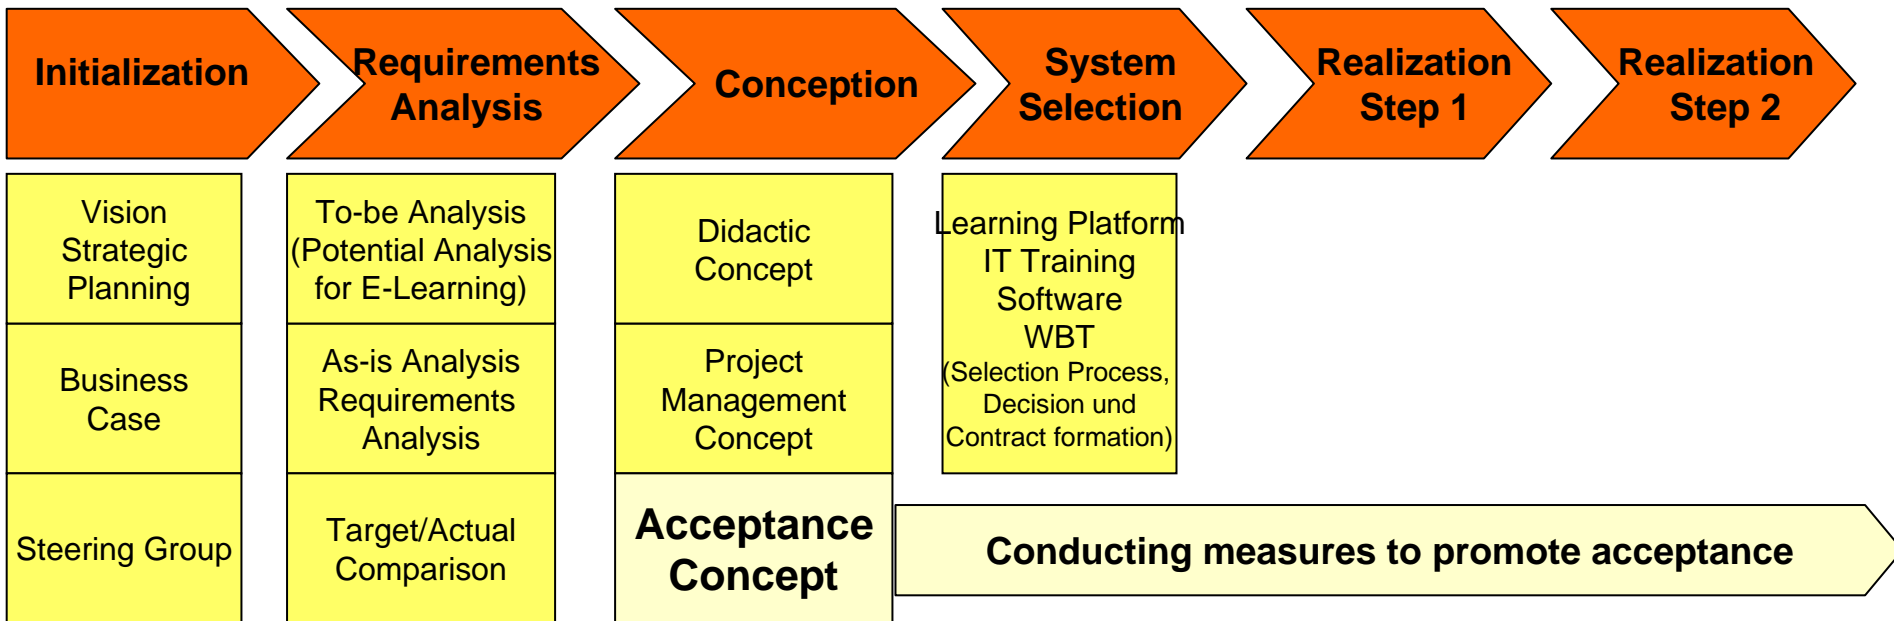 Initialization
Requirements
Analysis
Conception
System
Selection
Realization
Step 1
Realization
Step 2
Vision
Strategic
Planning
Business
Case
Steering Group
To-be Analysis
(Potential Analysis
for E-Learning)
As-is Analysis
Requirements
Analysis
Target/Actual
Comparison
Didactic
Concept
Project
Management
Concept
Acceptance
Concept
Learning Platform
IT Training
Software
WBT
(Selection Process,
Decision und
Contract formation)
Conducting measures to promote acceptance